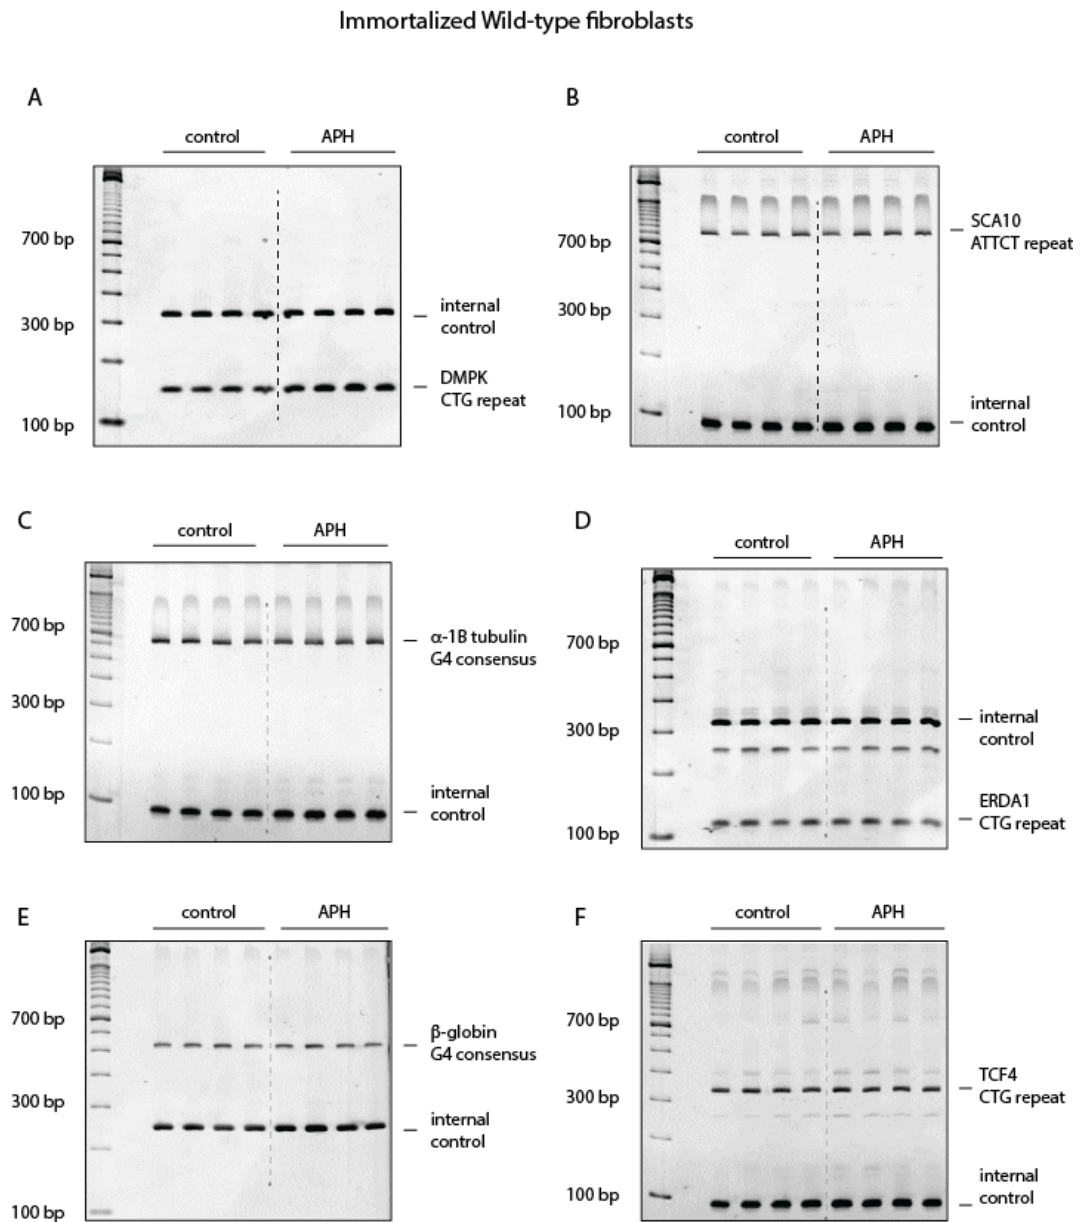 Immortalized Wild-type fibroblasts
A
control
APH
700 bp
300 bp
100 bp
internal
control
DMPK
CTG repeat
B
control
APH
700 bp
300 bp
100 bp
SCA10
ATTCT repeat
internal
control
C
control
APH
700 bp
300 bp
100 bp
α-1B tubulin
G4 consensus
internal
control
D
control
APH
700 bp
300 bp
100 bp
internal
control
ERDA1
CTG repeat
E
control
APH
700 bp
300 bp
100 bp
β-globin
G4 consensus
internal
control
F
control
APH
700 bp
300 bp
100 bp
TCF4
CTG repeat
internal
control